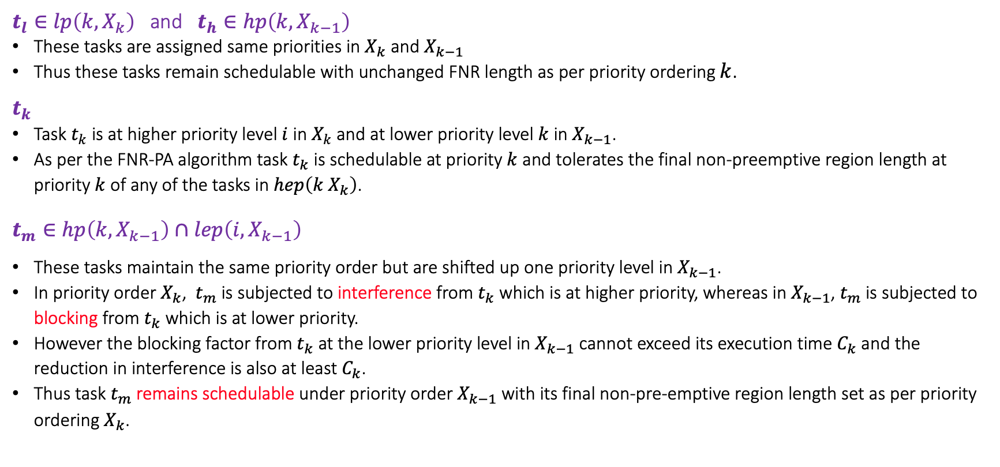 t_l ∈ lp(k, X_k) and t_h ∈ hp(k, X_{k−1})
• These tasks are assigned same priorities in X_k and X_{k−1}
• Thus these tasks remain schedulable with unchanged FNR length as per priority ordering k.
t_k
• Task t_k is at higher priority level i in X_k and at lower priority level k in X_{k−1}.
• As per the FNR-PA algorithm task t_k is schedulable at priority k and tolerates the final non-preemptive region length at
priority k of any of the tasks in hep(k X_k).
t_m ∈ hp(k, X_{k−1}) ∩ lep(i, X_{k−1})
• These tasks maintain the same priority order but are shifted up one priority level in X_{k−1}.
• In priority order X_k, t_m is subjected to interference from t_k which is at higher priority, whereas in X_{k−1}, t_m is subjected to
blocking from t_k which is at lower priority.
• However the blocking factor from t_k at the lower priority level in X_{k−1} cannot exceed its execution time C_k and the
reduction in interference is also at least C_k.
• Thus task t_m remains schedulable under priority order X_{k−1} with its final non-pre-emptive region length set as per priority
ordering X_k.